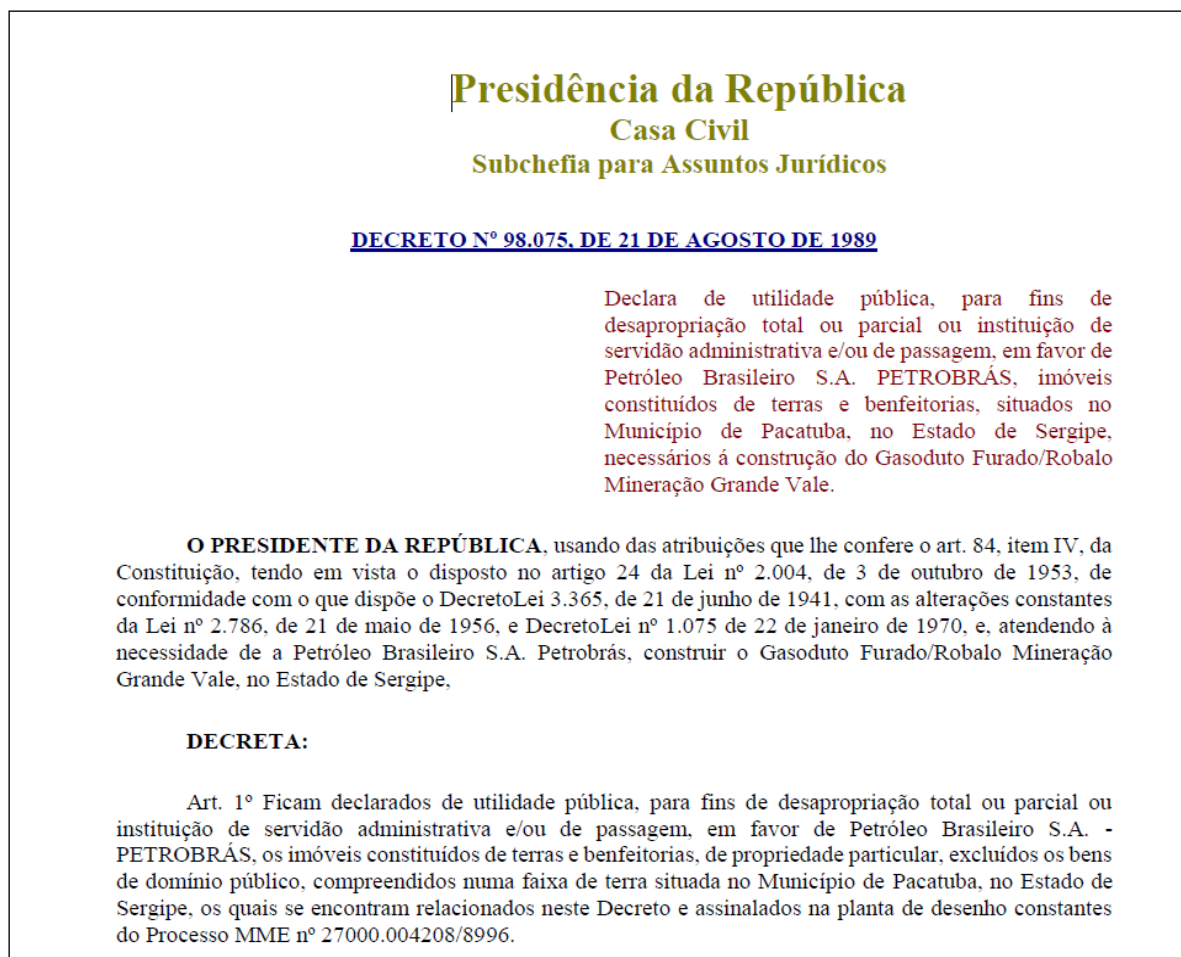 Presidência da República
Casa Civil
Subchefia para Assuntos Jurídicos
DECRETO Nº 98.075, DE 21 DE AGOSTO DE 1989
Declara de utilidade pública, para fins de
desapropriação total ou parcial ou instituição de
servidão administrativa e/ou de passagem, em favor de
Petróleo Brasileiro S.A. PETROBRÁS, imóveis
constituídos de terras e benfeitorias, situados no
Município de Pacatuba, no Estado de Sergipe,
necessários á construção do Gasoduto Furado/Robalo
Mineração Grande Vale.
O PRESIDENTE DA REPÚBLICA, usando das atribuições que lhe confere o art. 84, item IV, da
Constituição, tendo em vista o disposto no artigo 24 da Lei nº 2.004, de 3 de outubro de 1953, de
conformidade com o que dispõe o DecretoLei 3.365, de 21 de junho de 1941, com as alterações constantes
da Lei nº 2.786, de 21 de maio de 1956, e DecretoLei nº 1.075 de 22 de janeiro de 1970, e, atendendo à
necessidade de a Petróleo Brasileiro S.A. Petrobrás, construir o Gasoduto Furado/Robalo Mineração
Grande Vale, no Estado de Sergipe,
DECRETA:
Art. 1º Ficam declarados de utilidade pública, para fins de desapropriação total ou parcial ou
instituição de servidão administrativa e/ou de passagem, em favor de Petróleo Brasileiro S.A. -
PETROBRÁS, os imóveis constituídos de terras e benfeitorias, de propriedade particular, excluídos os bens
de domínio público, compreendidos numa faixa de terra situada no Município de Pacatuba, no Estado de
Sergipe, os quais se encontram relacionados neste Decreto e assinalados na planta de desenho constantes
do Processo MME nº 27000.004208/8996.